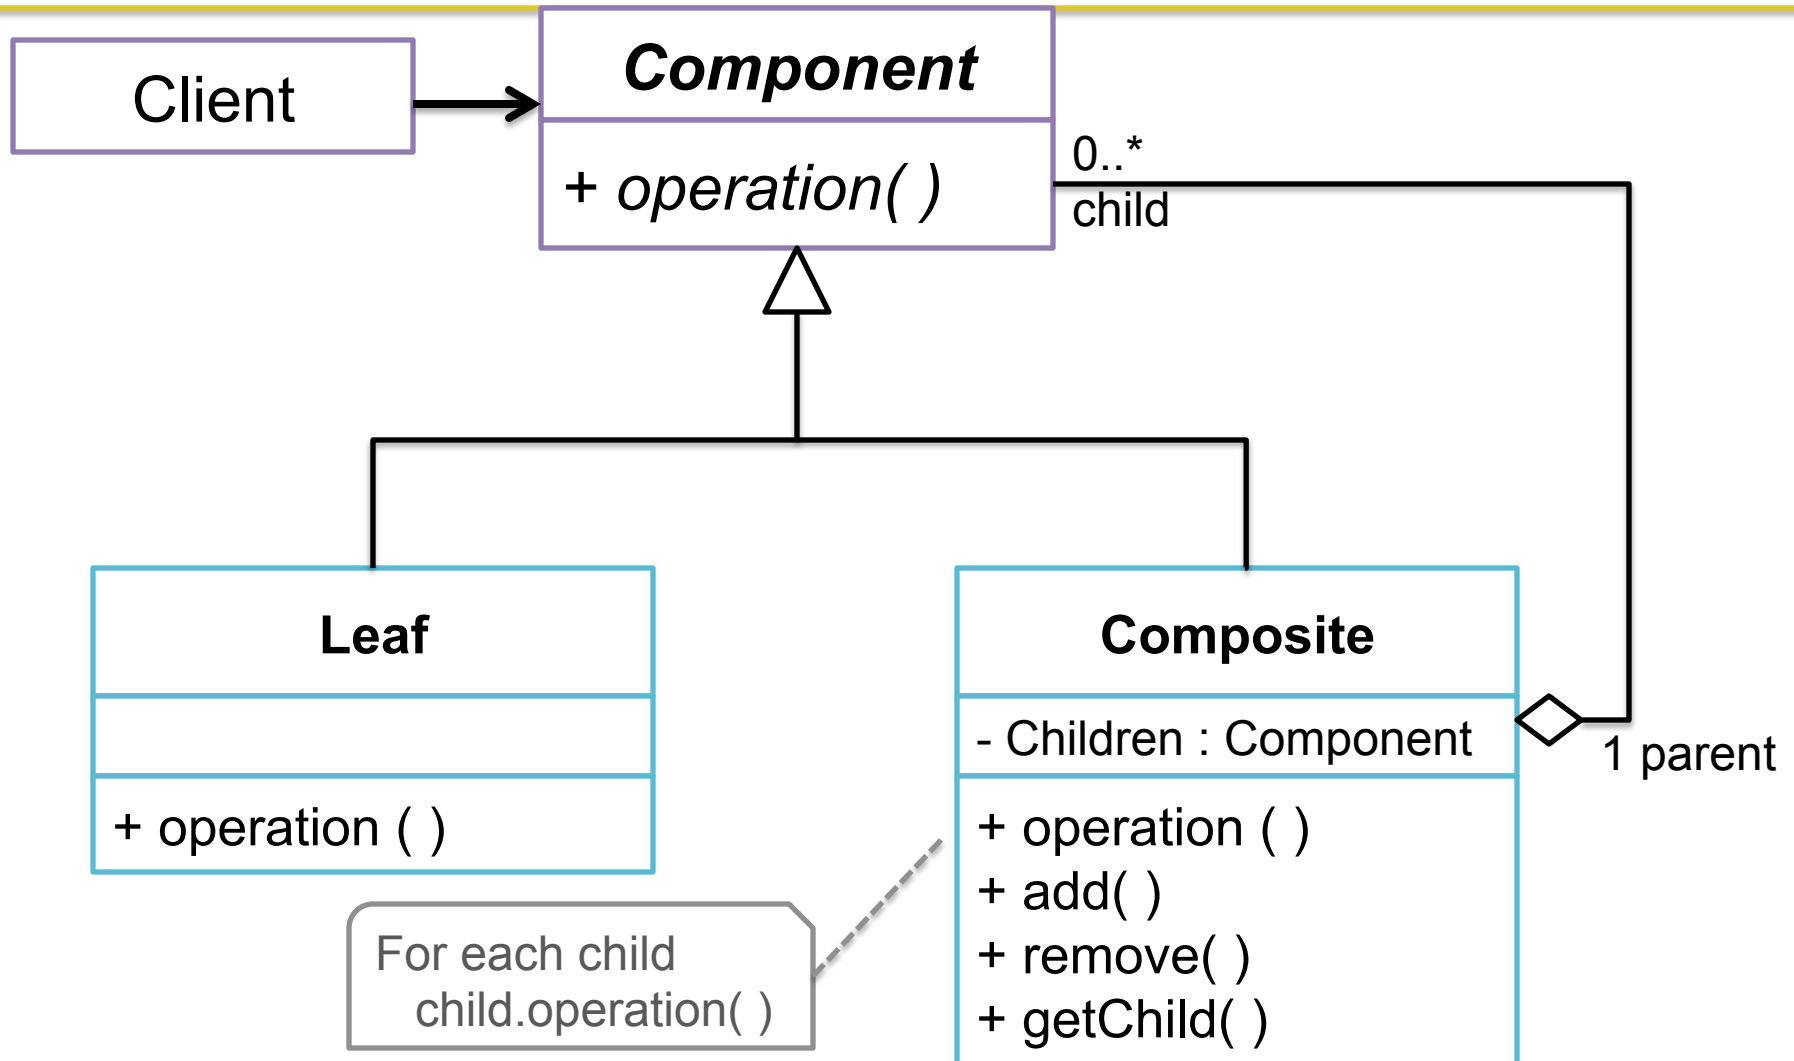 Client
Component
+ operation( )
0..*
child
Leaf
+ operation ( )
Composite
- Children : Component
1 parent
+ operation ( )
+ add( )
+ remove( )
+ getChild( )
For each child
child.operation( )